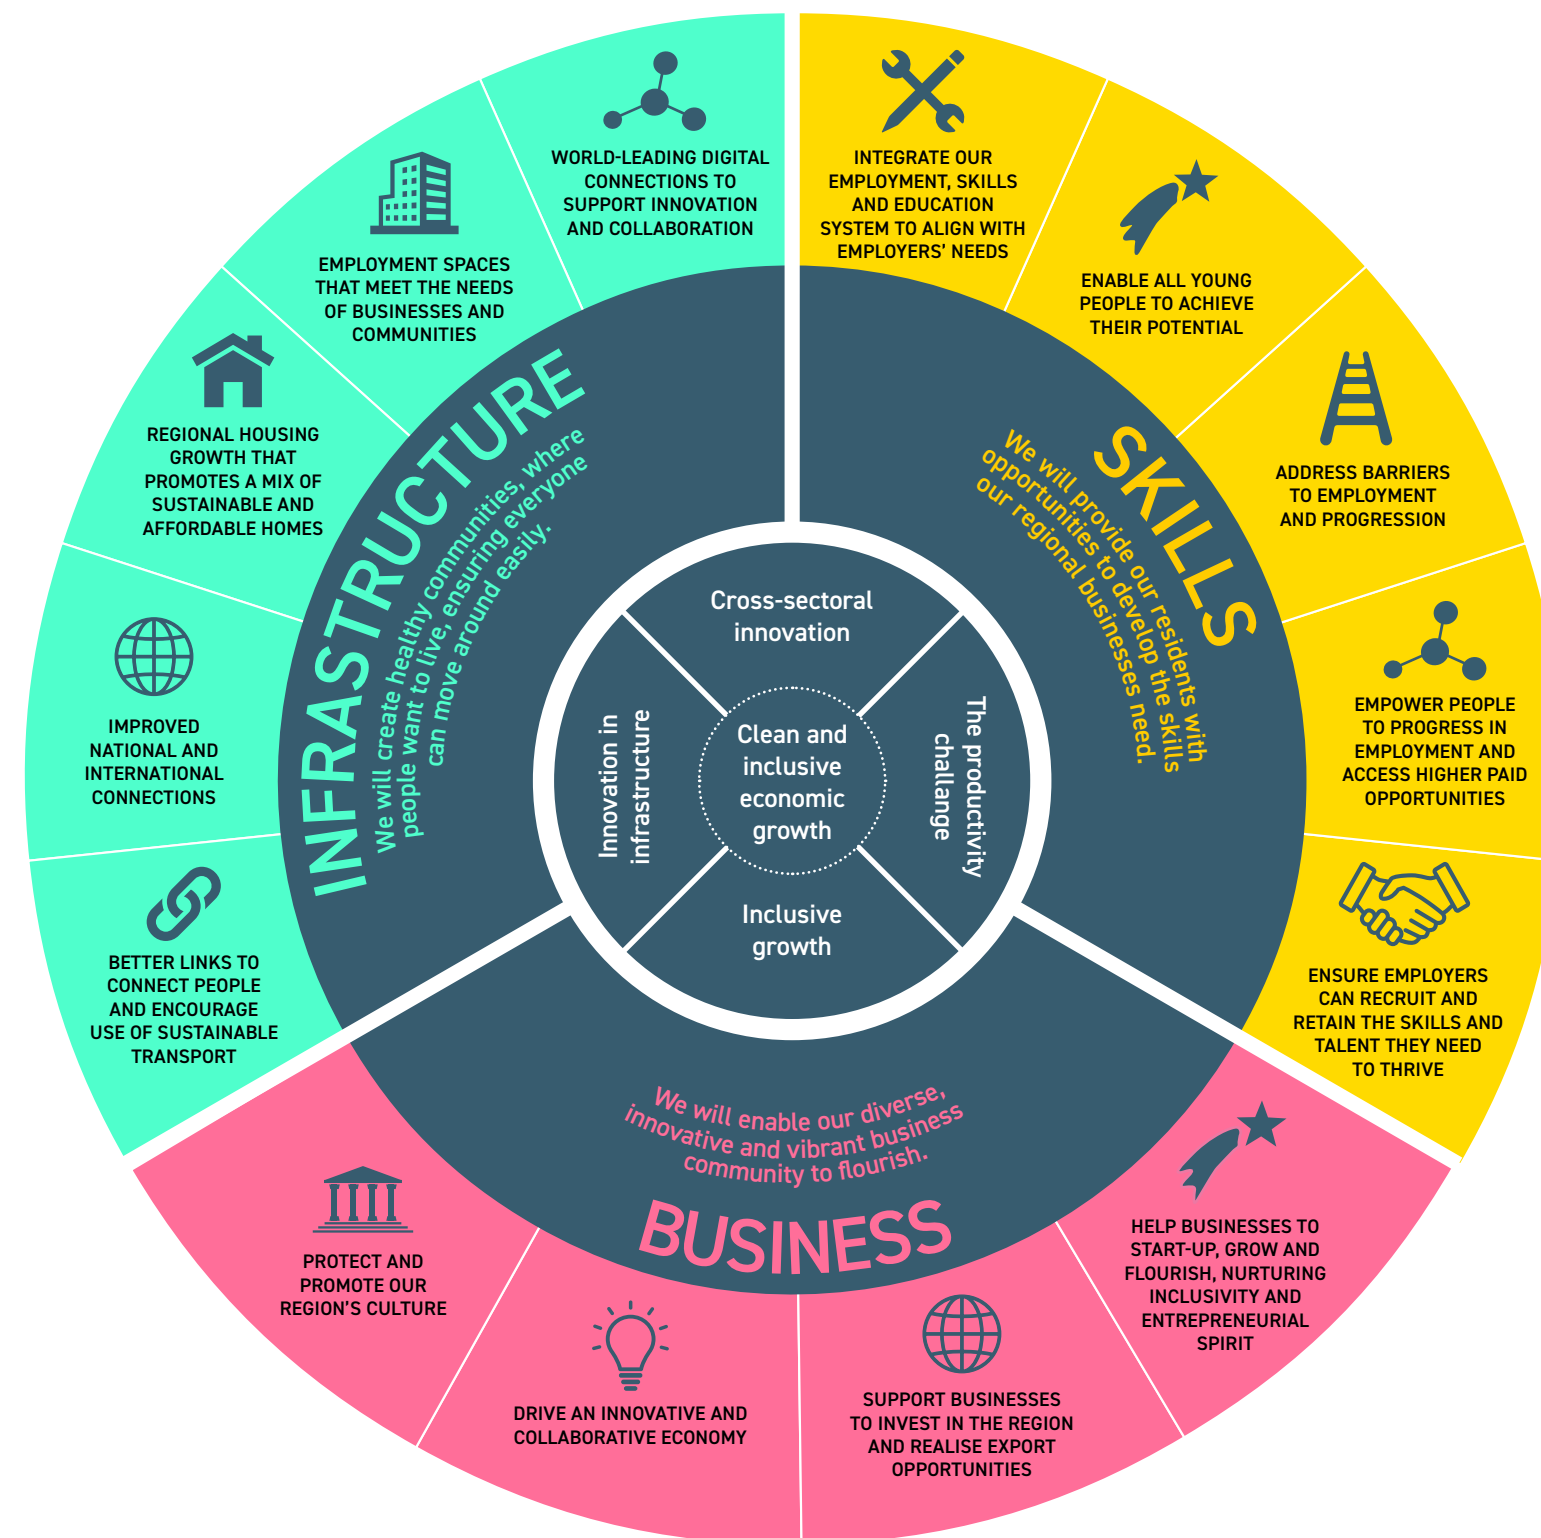 WORLD-LEADING DIGITAL
CONNECTIONS TO
SUPPORT INNOVATION
AND COLLABORATION
EMPLOYMENT SPACES
THAT MEET THE NEEDS
OF BUSINESSES AND
COMMUNITIES
REGIONAL HOUSING
GROWTH THAT
PROMOTES A MIX OF
SUSTAINABLE AND
AFFORDABLE HOMES
IMPROVED
NATIONAL AND
INTERNATIONAL
CONNECTIONS
BETTER LINKS TO
CONNECT PEOPLE
AND ENCOURAGE
USE OF SUSTAINABLE
TRANSPORT
INFRASTRUCTURE
We will create healthy communities, where
people want to live, ensuring everyone
can move around easily.
INTEGRATE OUR
EMPLOYMENT, SKILLS
AND EDUCATION
SYSTEM TO ALIGN WITH
EMPLOYERS’ NEEDS
ENABLE ALL YOUNG
PEOPLE TO ACHIEVE
THEIR POTENTIAL
ADDRESS BARRIERS
TO EMPLOYMENT
AND PROGRESSION
EMPOWER PEOPLE
TO PROGRESS IN
EMPLOYMENT AND
ACCESS HIGHER PAID
OPPORTUNITIES
ENSURE EMPLOYERS
CAN RECRUIT AND
RETAIN THE SKILLS AND
TALENT THEY NEED
TO THRIVE
SKILLS
We will provide our residents with
opportunities to develop the skills
our regional businesses need.
Cross-sectoral
innovation
Innovation in
infrastructure
Clean and
inclusive
economic
growth
The productivity
challange
Inclusive
growth
We will enable our diverse,
innovative and vibrant business
community to flourish.
BUSINESS
PROTECT AND
PROMOTE OUR
REGION’S CULTURE
DRIVE AN INNOVATIVE AND
COLLABORATIVE ECONOMY
SUPPORT BUSINESSES
TO INVEST IN THE REGION
AND REALISE EXPORT
OPPORTUNITIES
HELP BUSINESSES TO
START-UP, GROW AND
FLOURISH, NURTURING
INCLUSIVITY AND
ENTREPRENEURIAL
SPIRIT